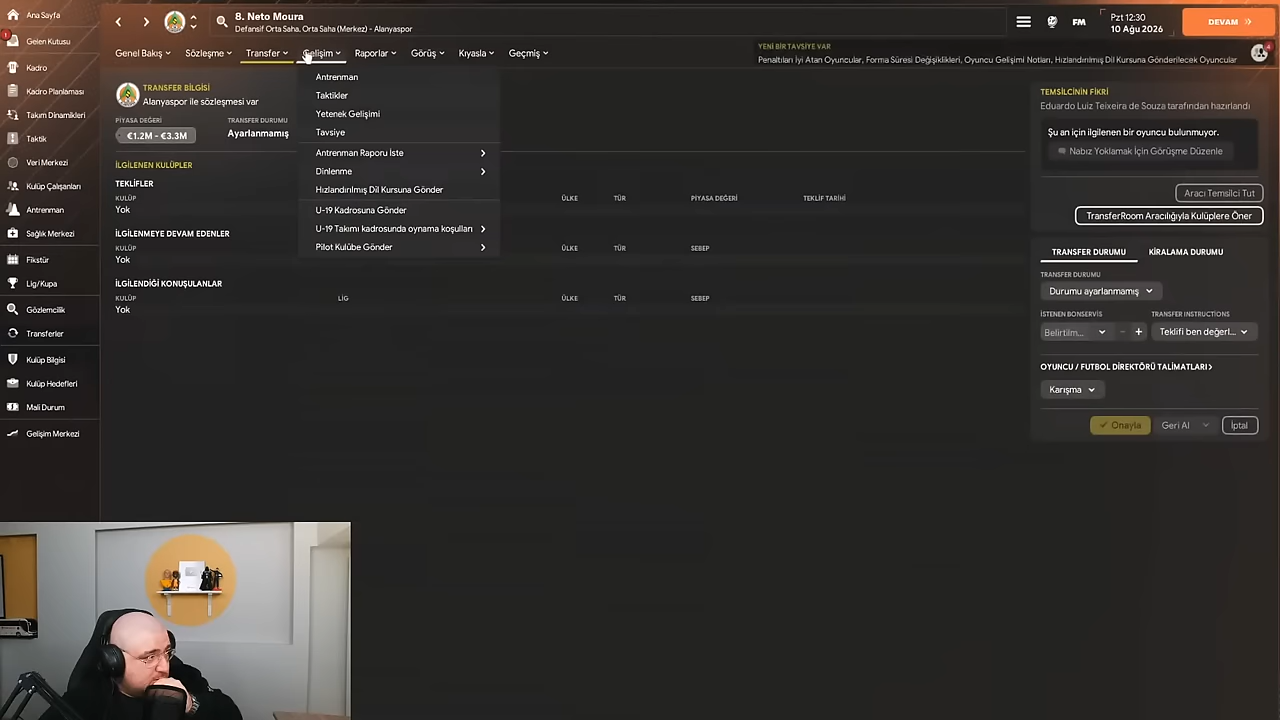 Ana Sayfa
1
Gelen Kutusu
Kadro
Kadro Planlaması
Takım Dinamikleri
Taktik
Veri Merkezi
Kulüp Çalışanları
Antrenman
Sağlık Merkezi
Fikstür
Lig/Kupa
Gözlemcilik
Transferler
Kulüp Bilgisi
Kulüp Hedefleri
Mali Durum
Gelişim Merkezi
8. Neto Moura
Defansif Orta Saha, Orta Saha (Merkez) - Alanyaspor
FM
Pzt 12:30
10 Ağu 2026
DEVAM
Genel Bakış
Sözleşme
Transfer
Gelişim
Raporlar
Görüş
Kıyasla
Geçmiş
YENİ BİR TAVSİYE VAR
Penaltıları İyi Atan Oyuncular, Forma Süresi Değişiklikleri, Oyuncu Gelişimi Notları, Hızlandırılmış Dil Kursuna Gönderilecek Oyuncular
4
Antrenman
Taktikler
Yetenek Gelişimi
Tavsiye
Antrenman Raporu İste
Dinlenme
Hızlandırılmış Dil Kursuna Gönder
U-19 Kadrosuna Gönder
U-19 Takımı kadrosunda oynama koşulları
Pilot Kulübe Gönder
TRANSFER BİLGİSİ
Alanyaspor ile sözleşmesi var
PİYASA DEĞERİ
€1.2M - €3.3M
TRANSFER DURUMU
Ayarlanmamış
İLGİLENEN KULÜPLER
TEKLİFLER
KULÜP
ÜLKE
TÜR
PİYASA DEĞERİ
TEKLİF TARİHİ
Yok
İLGİLENMEYE DEVAM EDENLER
KULÜP
ÜLKE
TÜR
SEBEP
Yok
İLGİLENDİĞİ KONUŞULANLAR
KULÜP
LİG
ÜLKE
TÜR
SEBEP
Yok
TEMSİLCİNİN FİKRİ
Eduardo Luiz Teixeira de Souza tarafından hazırlandı
Şu an için ilgilenen bir oyuncu bulunmuyor.
Nabız Yoklamak İçin Görüşme Düzenle
Aracı Temsilci Tut
TransferRoom Aracılığıyla Kulüplere Öner
TRANSFER DURUMU
KİRALAMA DURUMU
TRANSFER DURUMU
Durumu ayarlanmamış
İSTENEN BONSERVİS
TRANSFER INSTRUCTIONS
Belirtilm...
Teklifi ben değerl...
OYUNCU / FUTBOL DİREKTÖRÜ TALİMATLARI
Karışma
Onayla
Geri Al
İptal